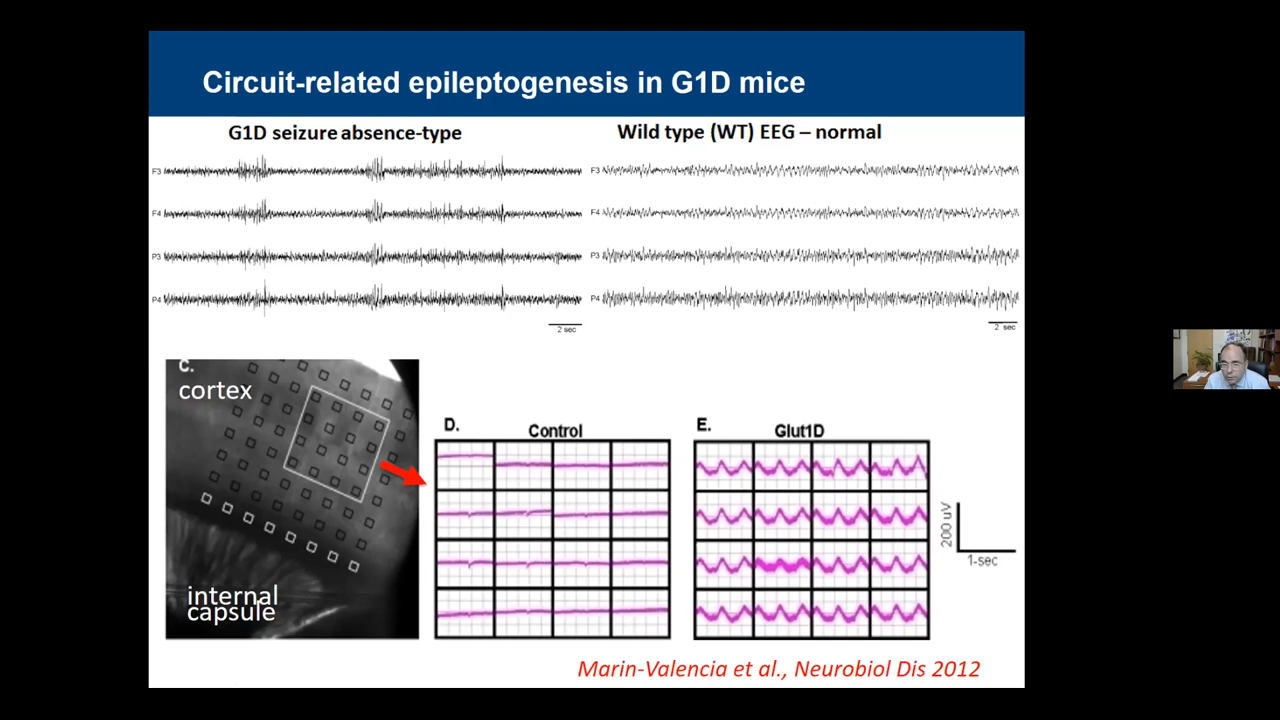 Circuit-related epileptogenesis in G1D mice
G1D seizure absence-type
Wild type (WT) EEG – normal
F3
F4
P3
P4
2 sec
F3
F4
P3
P4
2 sec
C.
cortex
internal
capsule
D.
Control
E.
Glut1D
200 uV
1-sec
Marin-Valencia et al., Neurobiol Dis 2012